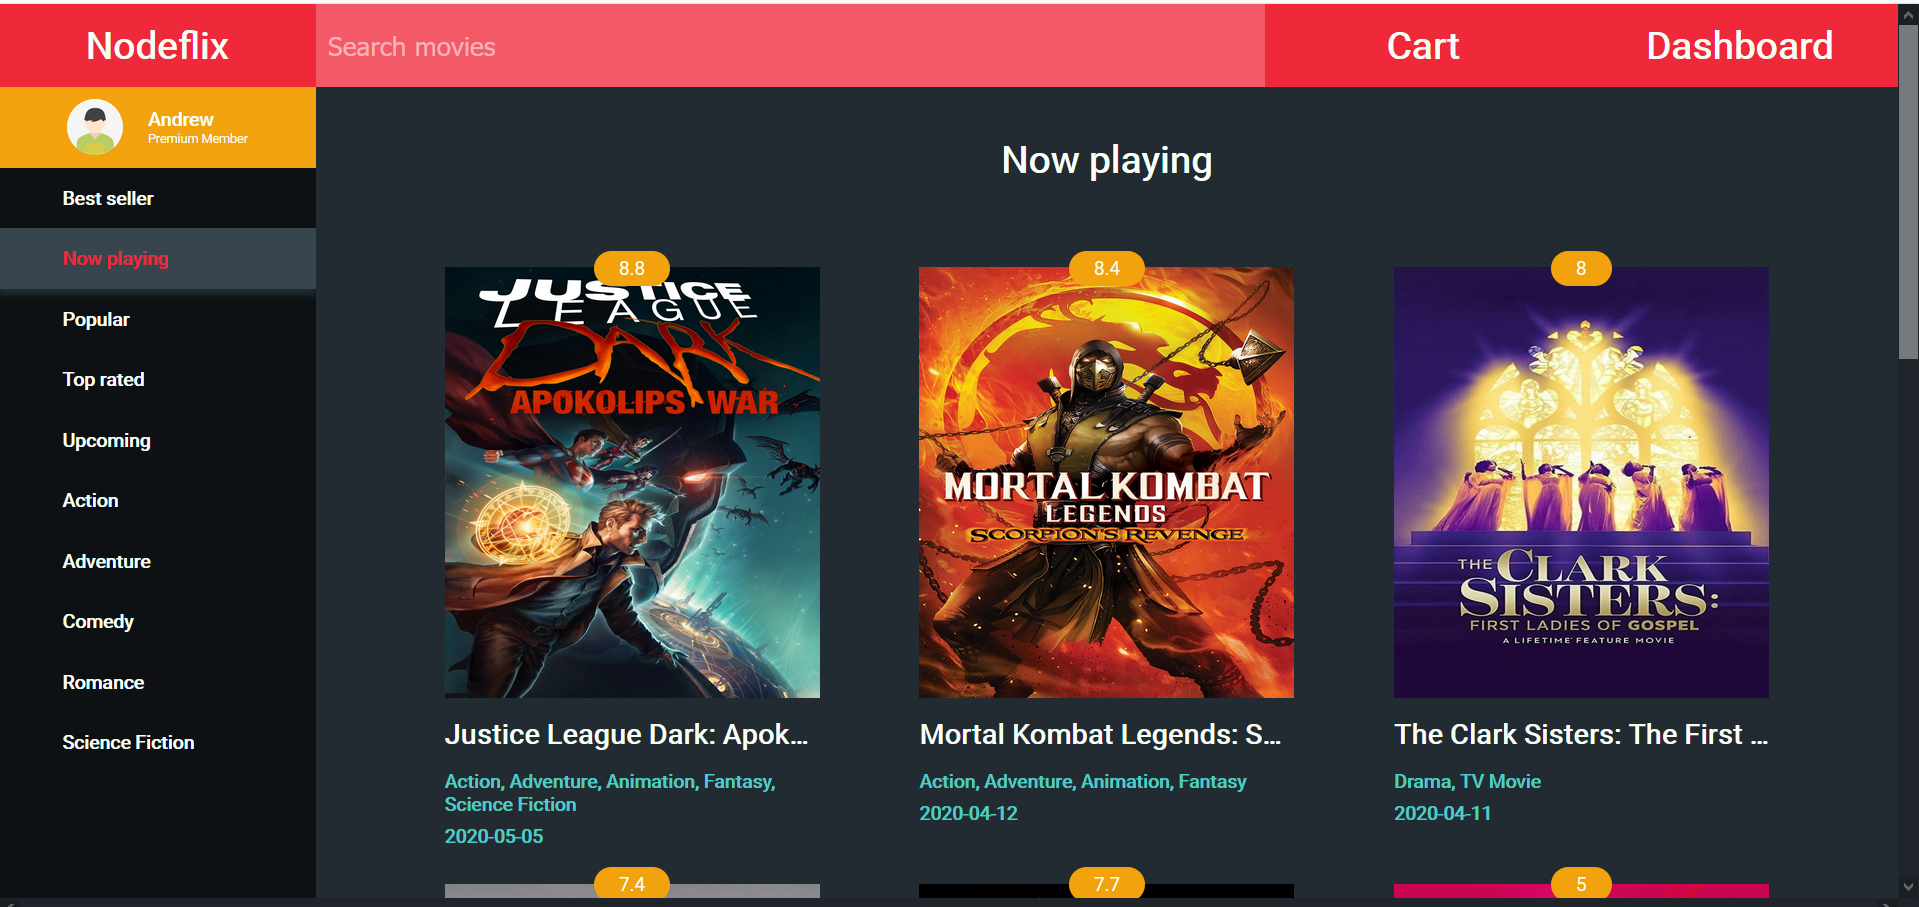 Nodeflix
Search movies
Cart
Dashboard
Andrew
Premium Member
Best seller
Now playing
Popular
Top rated
Upcoming
Action
Adventure
Comedy
Romance
Science Fiction
Now playing
8.8
JUSTICE
LEAGUE
DARK
APOKOLIPS WAR
Justice League Dark: Apok...
Action, Adventure, Animation, Fantasy,
Science Fiction
2020-05-05
8.4
MORTAL KOMBAT
LEGENDS
SCORPION'S REVENGE
Mortal Kombat Legends: S...
Action, Adventure, Animation, Fantasy
2020-04-12
8
THE CLARK
SISTERS:
FIRST LADIES OF GOSPEL
A LIFETIME FEATURE MOVIE
The Clark Sisters: The First ...
Drama, TV Movie
2020-04-11
7.4
7.7
5